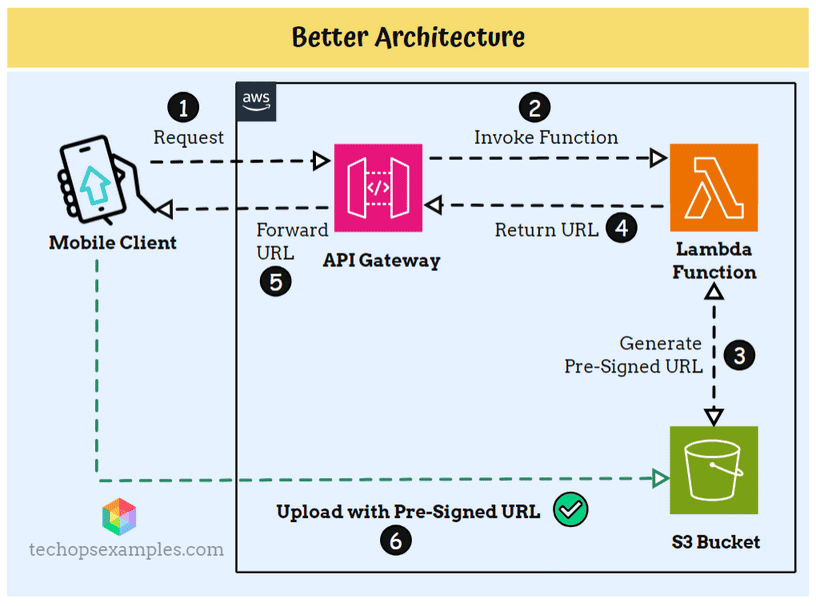 Better Architecture
aws
1
Request
2
Invoke Function
</>
Mobile Client
Forward
URL
5
API Gateway
Return URL
4
Lambda
Function
Generate
Pre-Signed URL
3
Upload with Pre-Signed URL
6
S3 Bucket
techopsexamples.com